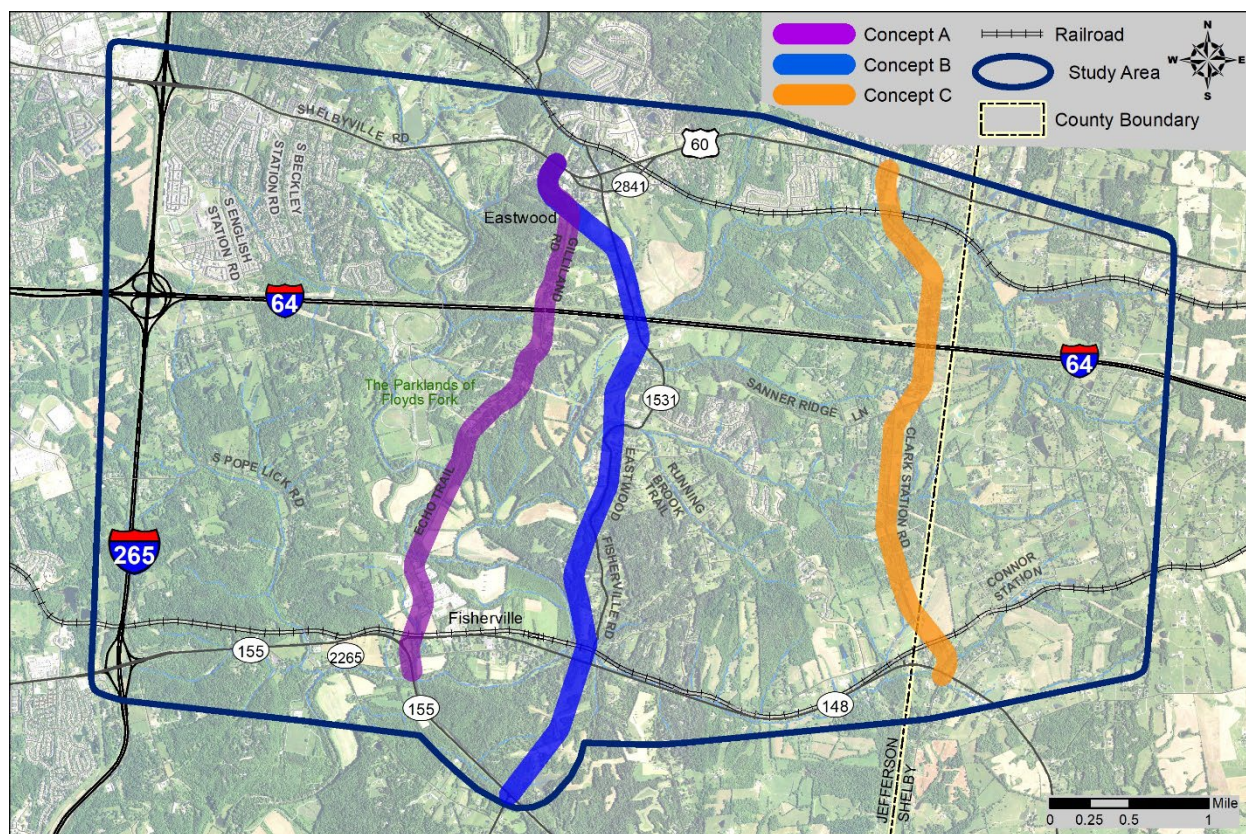 Concept A
Concept B
Concept C
Railroad
Study Area
County Boundary
N
W E
S
SHELBYVILLE RD
60
2841
S BECKLEY
STATION RD
S ENGLISH
STATION RD
Eastwood
GILLILAND
RD
64
The Parklands of
Floyds Fork
SANNER RIDGE LN
64
1531
ECHO TRAIL
EASTWOOD
FISHERVILLE RD
RUNNING
BROOK
TRAIL
CLARK STATION RD
S POPE LICK RD
265
CONNOR
STATION
Fisherville
155
2265
155
148
JEFFERSON
SHELBY
Mile
0 0.25 0.5 1